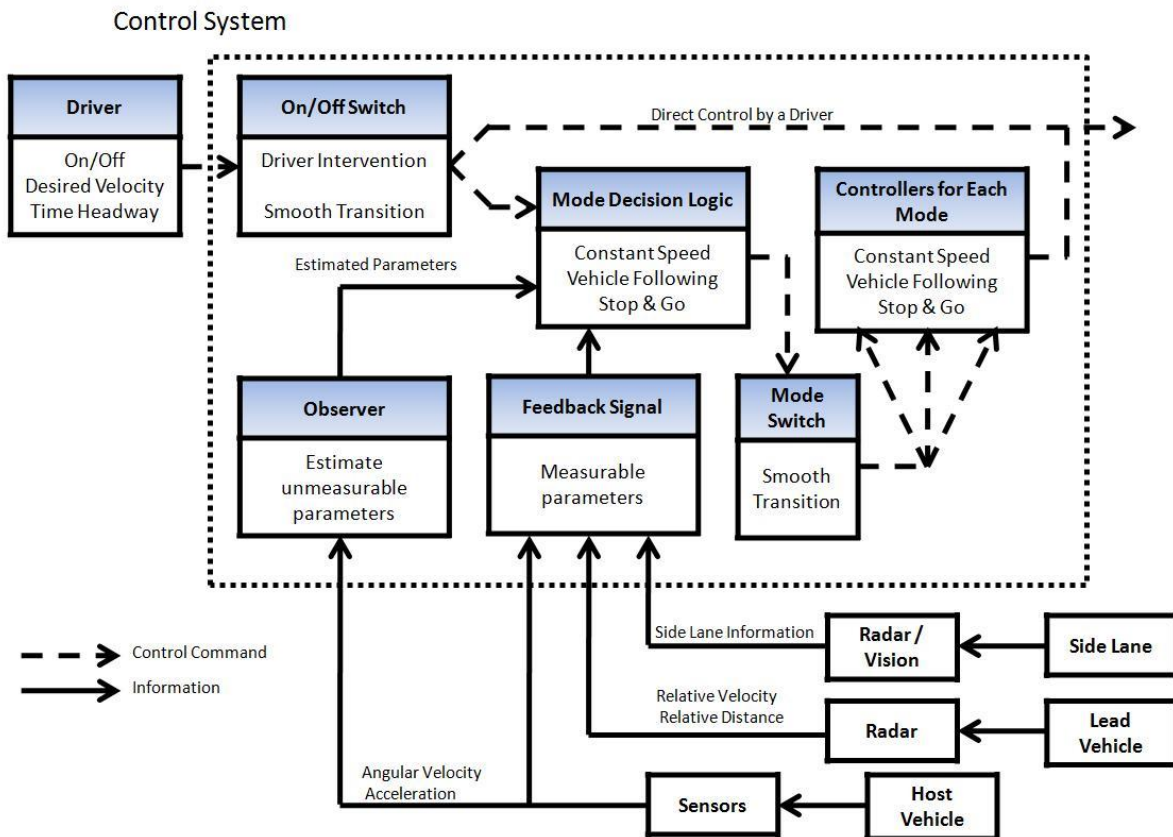 Control System
Driver
On/Off
Desired Velocity
Time Headway
On/Off Switch
Driver Intervention
Smooth Transition
Direct Control by a Driver
Mode Decision Logic
Constant Speed
Vehicle Following
Stop & Go
Controllers for Each
Mode
Constant Speed
Vehicle Following
Stop & Go
Estimated Parameters
Observer
Estimate
unmeasurable
parameters
Feedback Signal
Measurable
parameters
Mode
Switch
Smooth
Transition
Control Command
Information
Side Lane Information
Radar /
Vision
Side Lane
Relative Velocity
Relative Distance
Radar
Lead
Vehicle
Angular Velocity
Acceleration
Sensors
Host
Vehicle